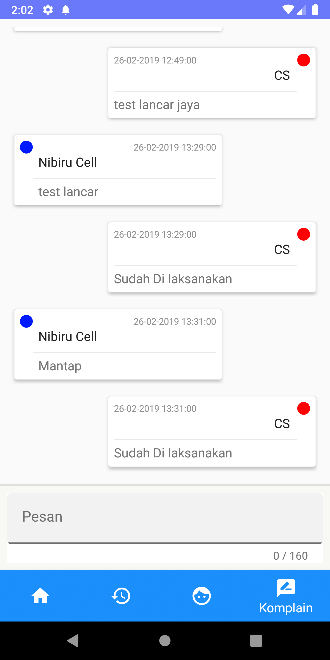 2:02
26-02-2019 12:49:00
CS
test lancar jaya
26-02-2019 13:29:00
Nibiru Cell
test lancar
26-02-2019 13:29:00
CS
Sudah Di laksanakan
26-02-2019 13:31:00
Nibiru Cell
Mantap
26-02-2019 13:31:00
CS
Sudah Di laksanakan
Pesan
0 / 160
Komplain